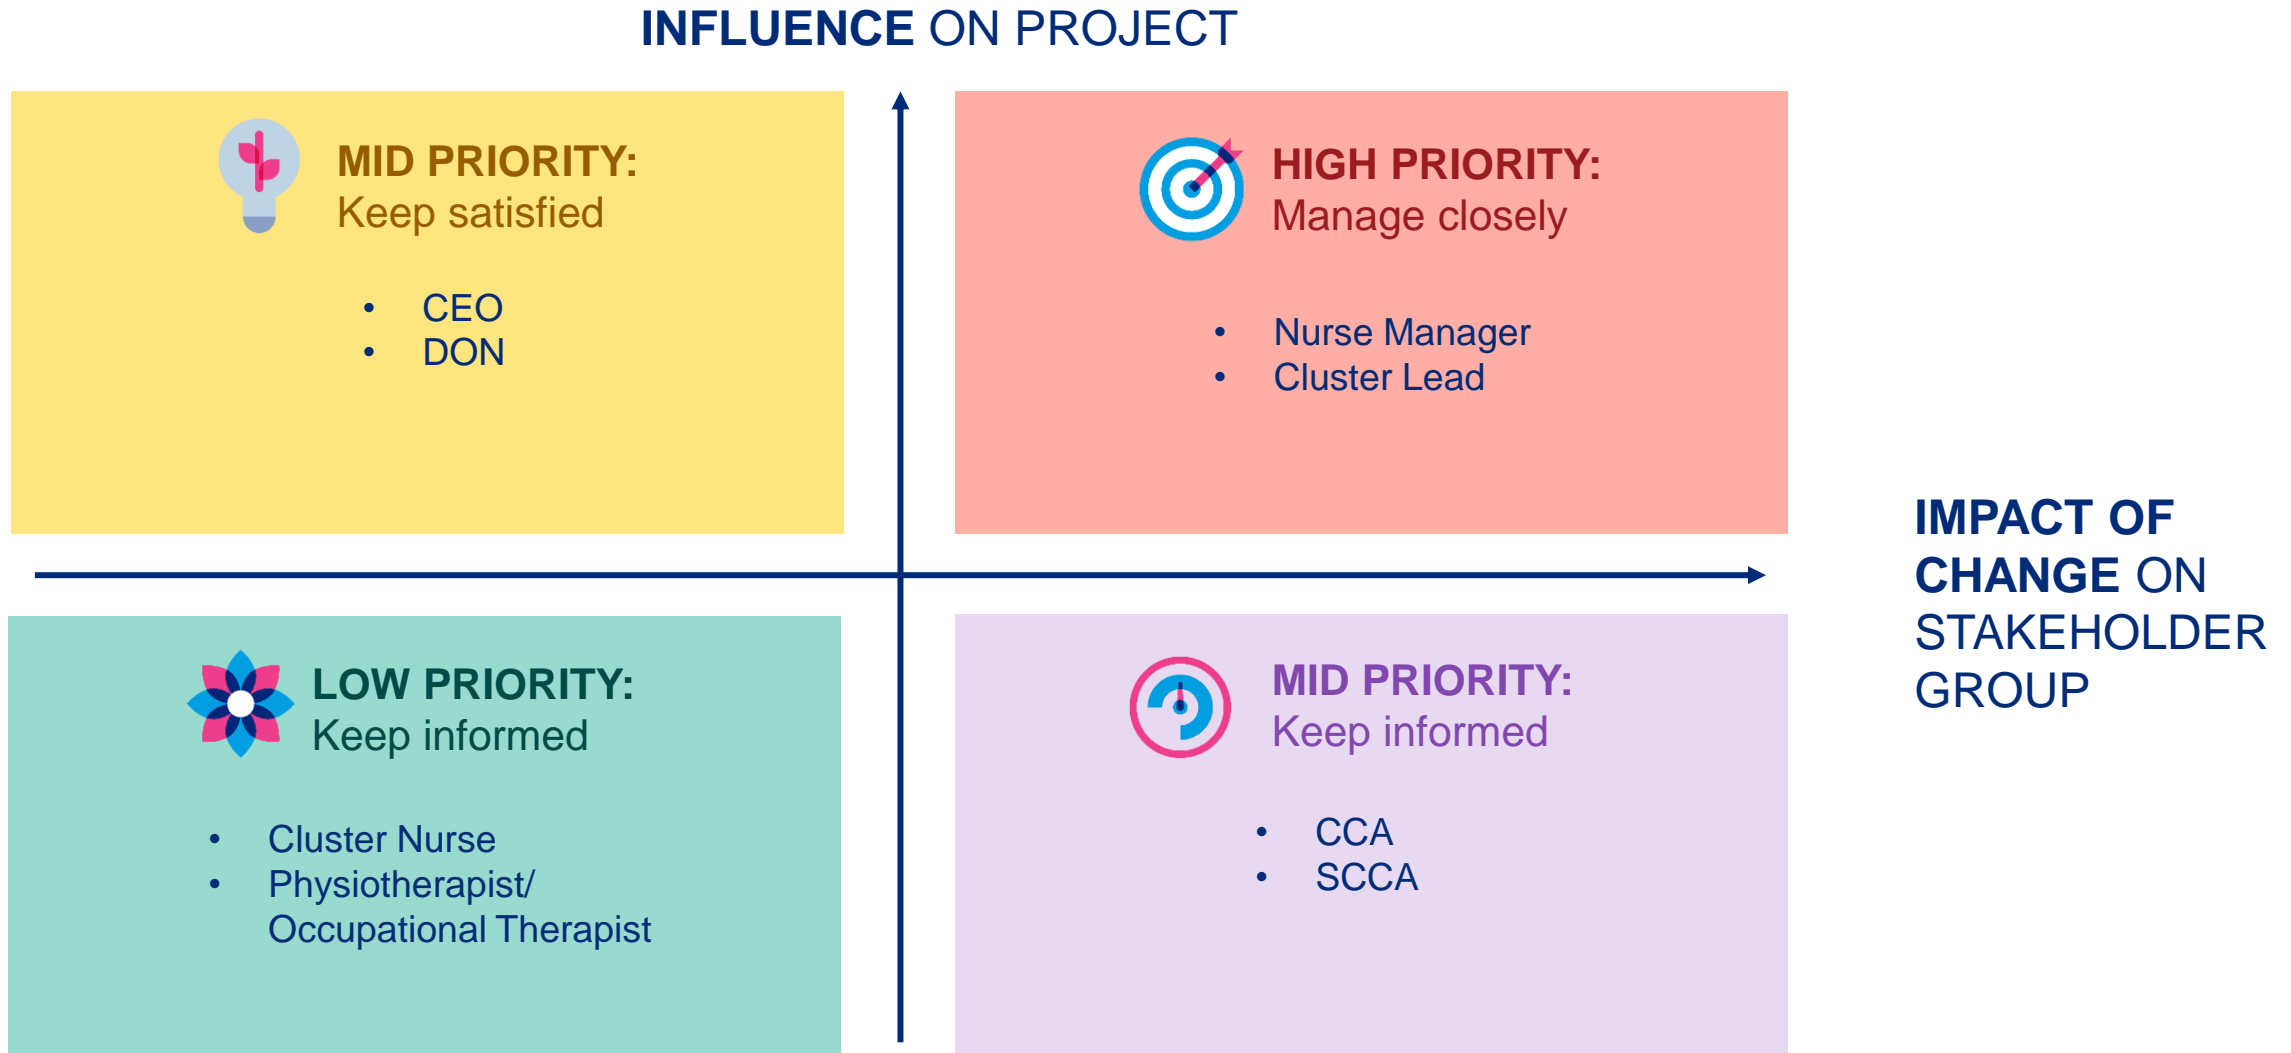 INFLUENCE ON PROJECT
MID PRIORITY:
Keep satisfied
• CEO
• DON
HIGH PRIORITY:
Manage closely
• Nurse Manager
• Cluster Lead
IMPACT OF
CHANGE ON
STAKEHOLDER
GROUP
LOW PRIORITY:
Keep informed
• Cluster Nurse
• Physiotherapist/
Occupational Therapist
MID PRIORITY:
Keep informed
• CCA
• SCCA